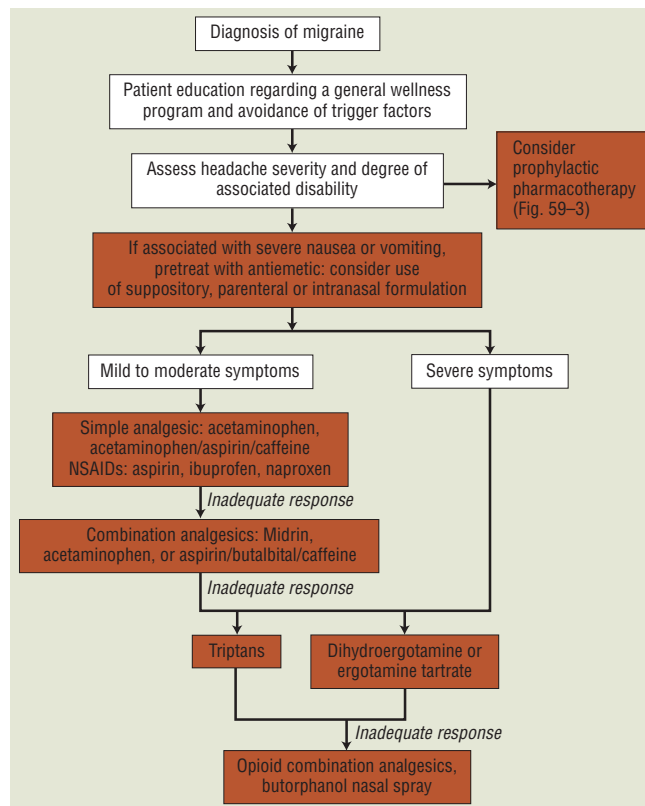 Diagnosis of migraine
Patient education regarding a general wellness
program and avoidance of trigger factors
Assess headache severity and degree of
associated disability
Consider
prophylactic
pharmacotherapy
(Fig. 59–3)
If associated with severe nausea or vomiting,
pretreat with antiemetic: consider use
of suppository, parenteral or intranasal formulation
Mild to moderate symptoms
Severe symptoms
Simple analgesic: acetaminophen,
acetaminophen/aspirin/caffeine
NSAIDs: aspirin, ibuprofen, naproxen
Inadequate response
Combination analgesics: Midrin,
acetaminophen, or aspirin/butalbital/caffeine
Inadequate response
Triptans
Dihydroergotamine or
ergotamine tartrate
Inadequate response
Opioid combination analgesics,
butorphanol nasal spray